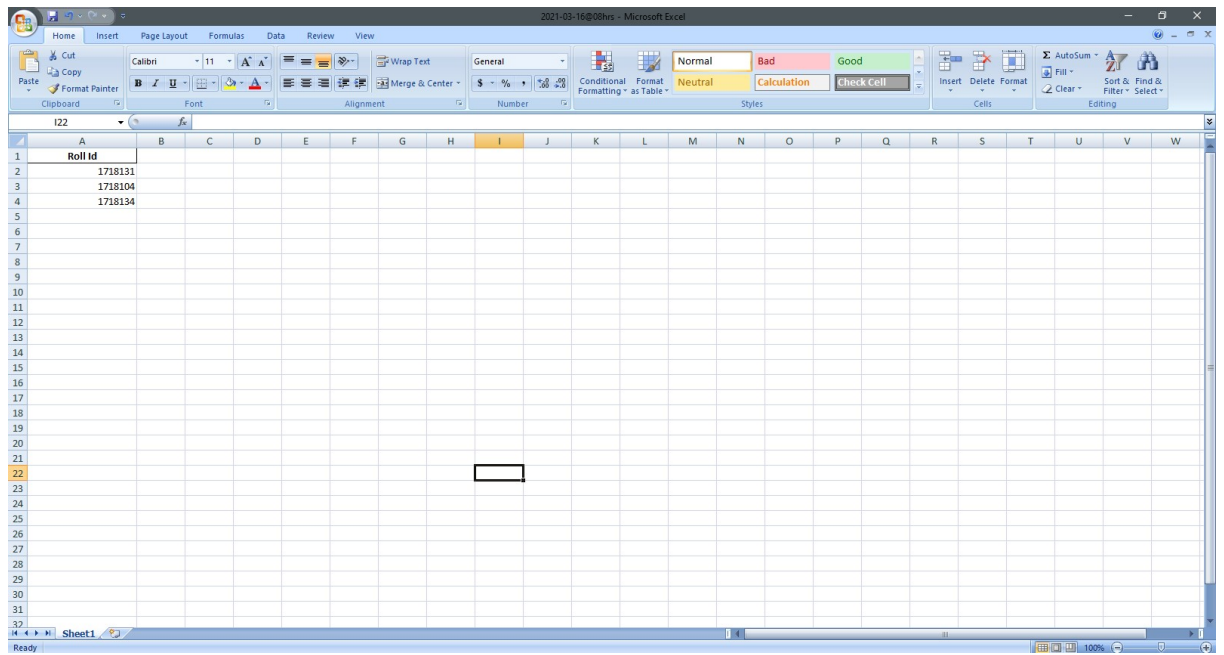 2021-03-16@08hrs - Microsoft Excel
Home Insert Page Layout Formulas Data Review View
Paste
Cut
Copy
Format Painter
Clipboard
Calibri 11 A A
B I U A
Font
Wrap Text
Merge & Center
Alignment
General
$ % , .0 .00 .00 .0
Number
Conditional Formatting
Format as Table
Normal Bad Good
Neutral Calculation Check Cell
Styles
Insert Delete Format
Cells
Σ AutoSum
Fill
Clear
Sort & Filter
Find & Select
Editing
I22 fx
A B C D E F G H I J K L M N O P Q R S T U V W
1 Roll Id
2 1718131
3 1718104
4 1718134
5
6
7
8
9
10
11
12
13
14
15
16
17
18
19
20
21
22
23
24
25
26
27
28
29
30
31
32
Sheet1
Ready 100%